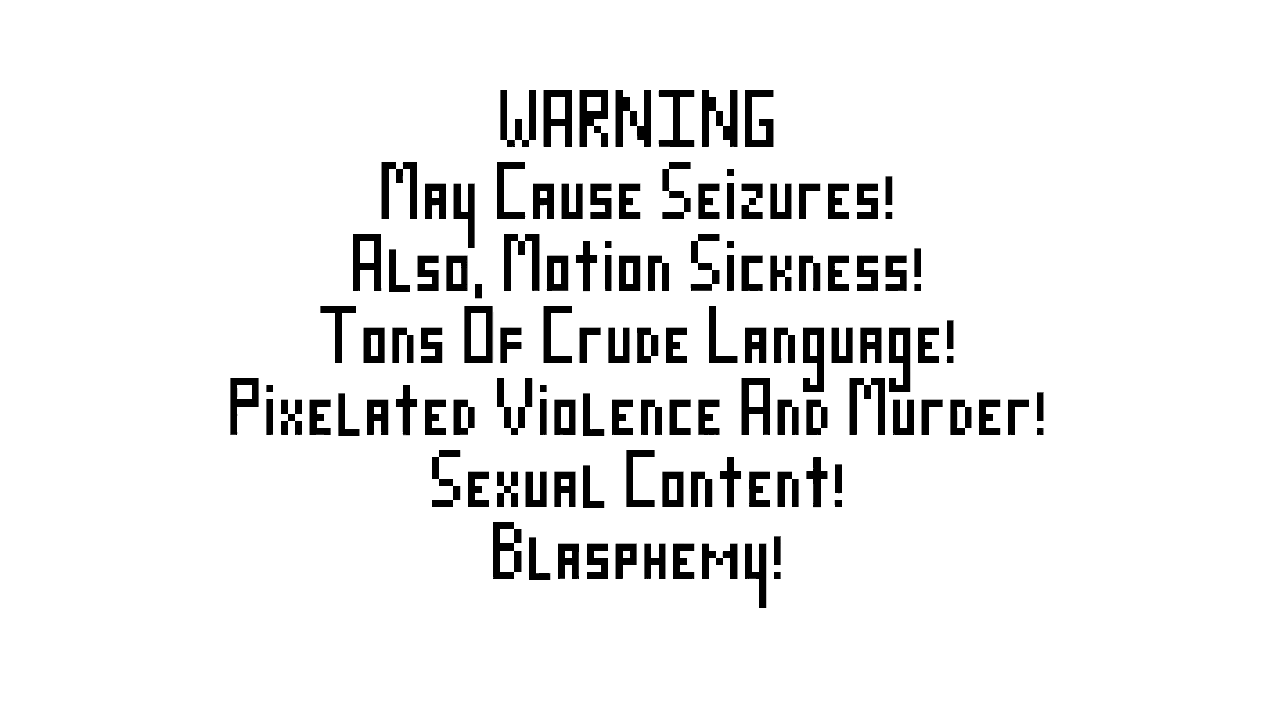 WARNING
May Cause Seizures!
Also, Motion Sickness!
Tons Of Crude Language!
Pixelated Violence And Murder!
Sexual Content!
Blasphemy!